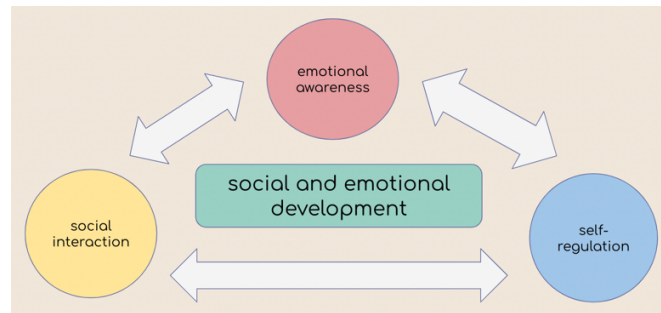 emotional
awareness
social and emotional
development
social
interaction
self-
regulation